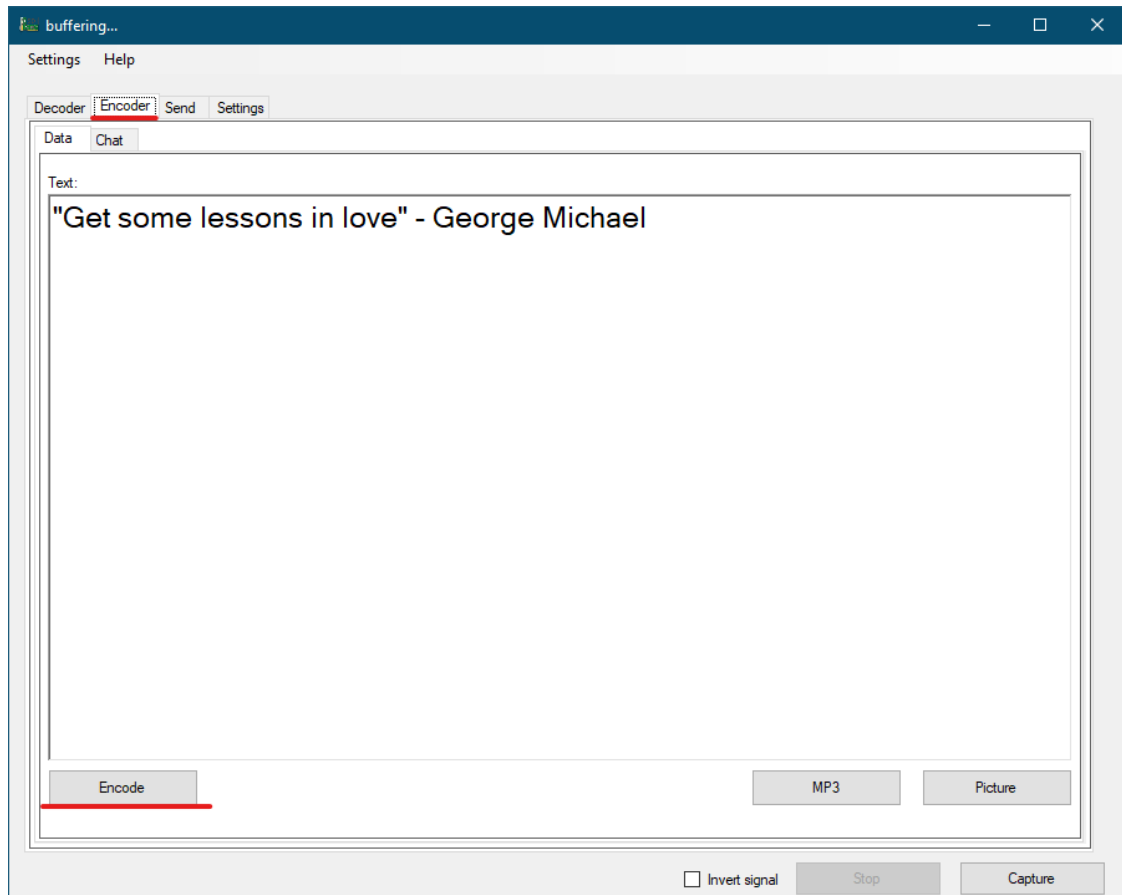 buffering...
Settings Help
Decoder Encoder Send Settings
Data Chat
Text:
"Get some lessons in love" - George Michael
Encode MP3 Picture
Invert signal Stop Capture